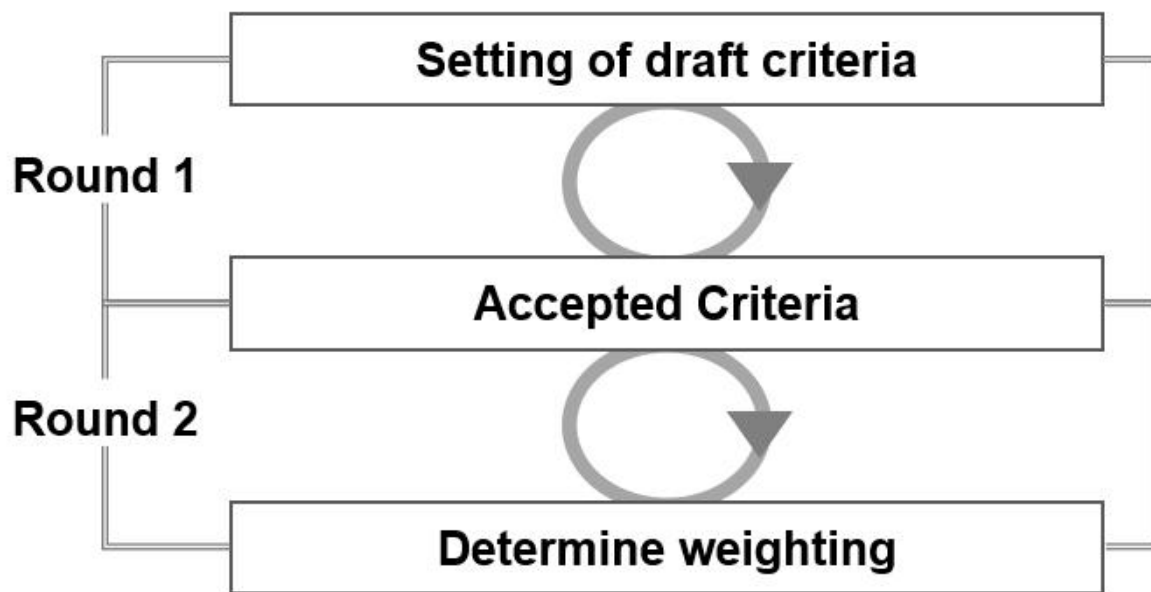 Setting of draft criteria
Round 1
Accepted Criteria
Round 2
Determine weighting